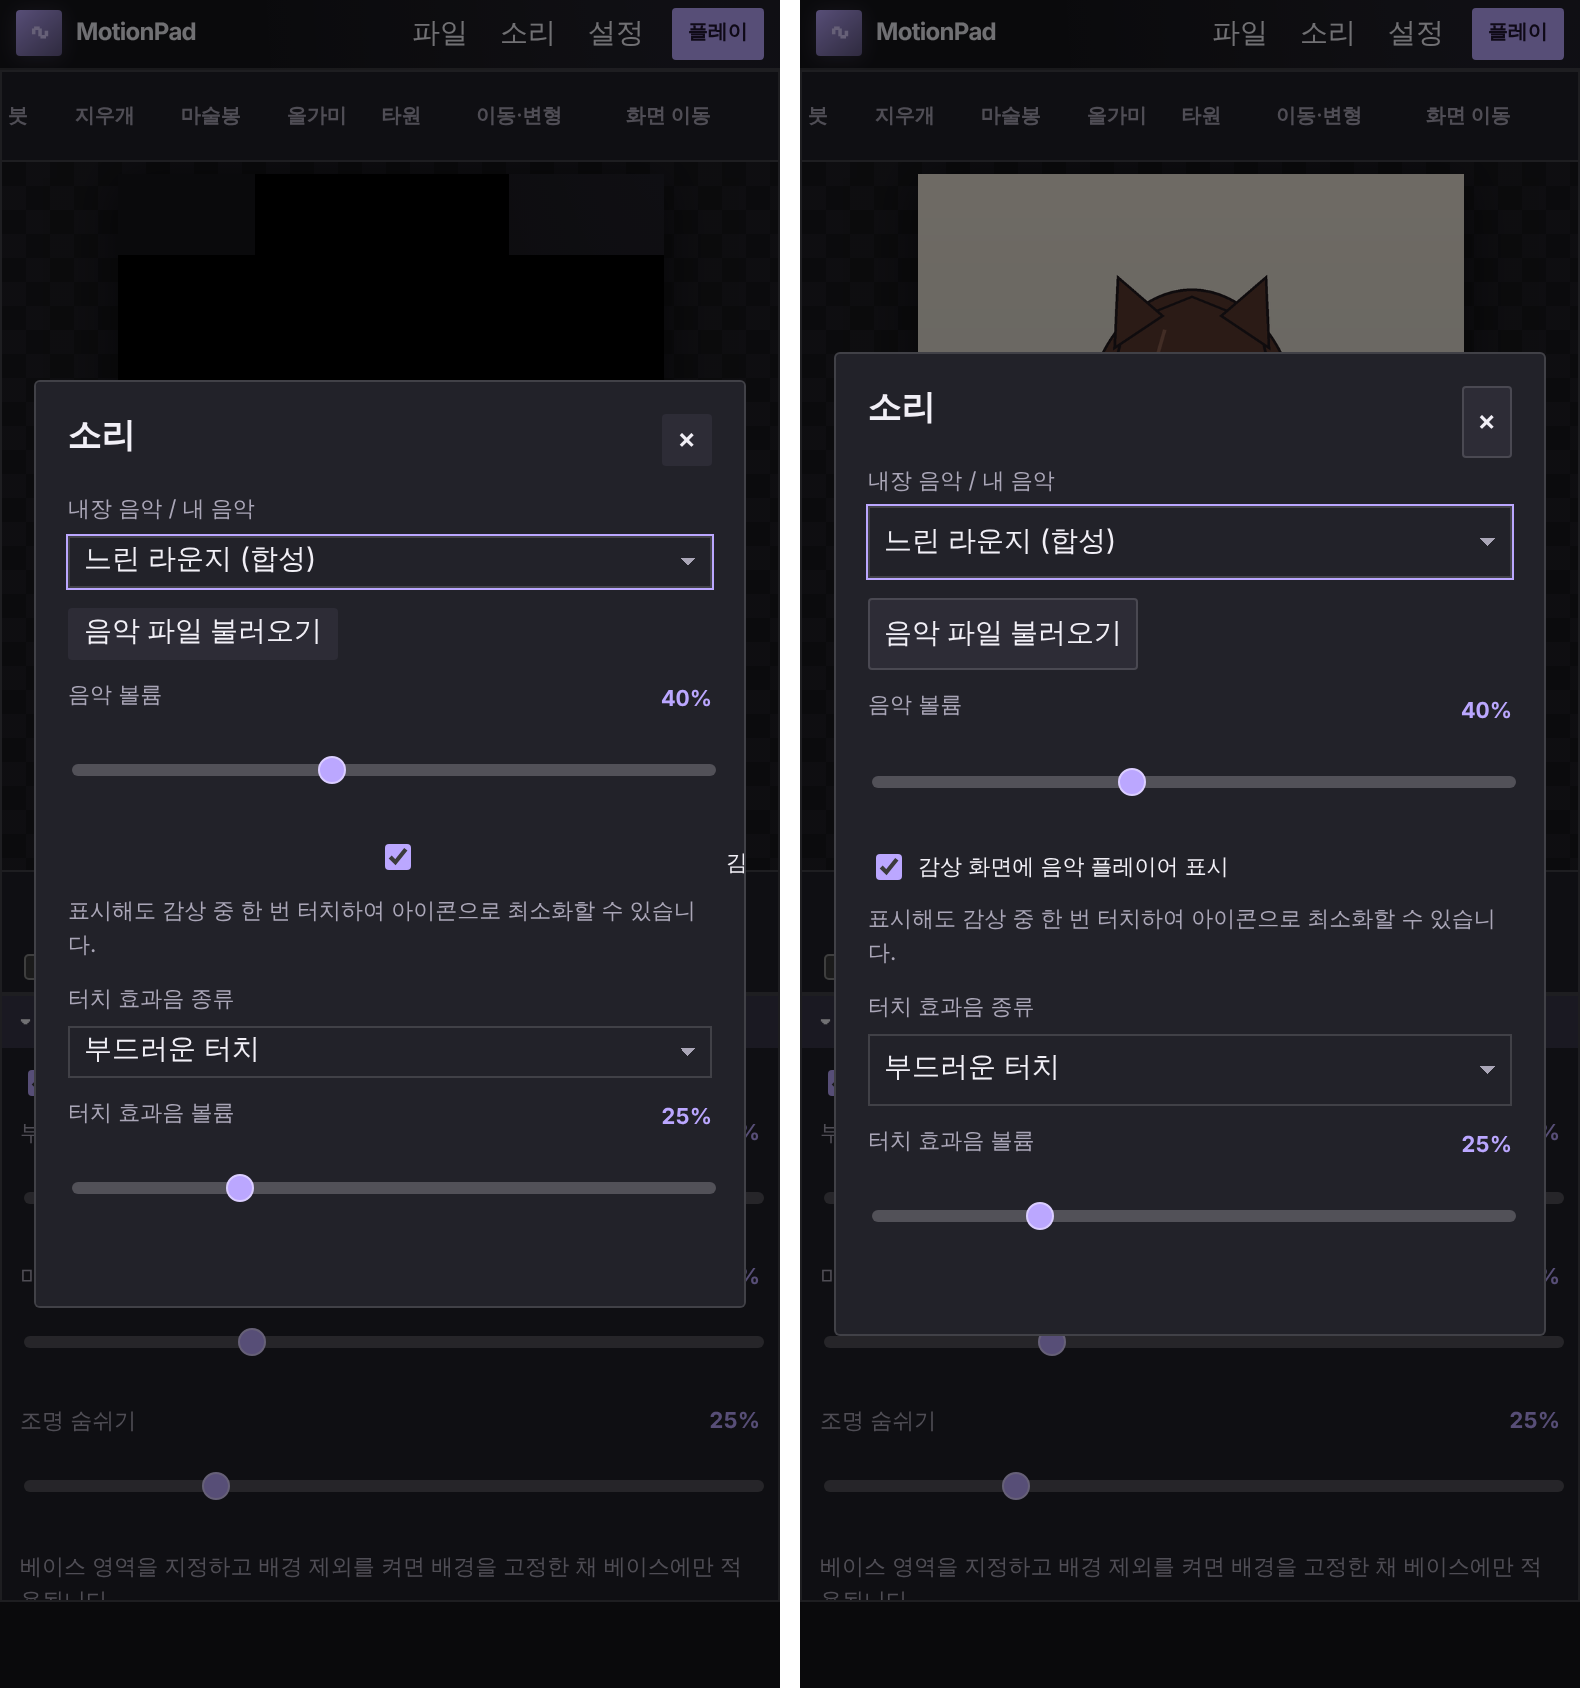 MotionPad 파일 소리 설정 플레이
붓 지우개 마술봉 올가미 타원 이동·변형 화면 이동
소리 ×
내장 음악 / 내 음악
느린 라운지 (합성)
음악 파일 불러오기
음악 볼륨 40%
표시해도 감상 중 한 번 터치하여 아이콘으로 최소화할 수 있습니
다.
터치 효과음 종류
부드러운 터치
터치 효과음 볼륨 25%
조명 숨쉬기 25%
베이스 영역을 지정하고 배경 제외를 켜면 배경을 고정한 채 베이스에만 적
용됩니다
MotionPad 파일 소리 설정 플레이
붓 지우개 마술봉 올가미 타원 이동·변형 화면 이동
소리 ×
내장 음악 / 내 음악
느린 라운지 (합성)
음악 파일 불러오기
음악 볼륨 40%
감상 화면에 음악 플레이어 표시
표시해도 감상 중 한 번 터치하여 아이콘으로 최소화할 수 있습니
다.
터치 효과음 종류
부드러운 터치
터치 효과음 볼륨 25%
조명 숨쉬기 25%
베이스 영역을 지정하고 배경 제외를 켜면 배경을 고정한 채 베이스에만 적
용됩니다